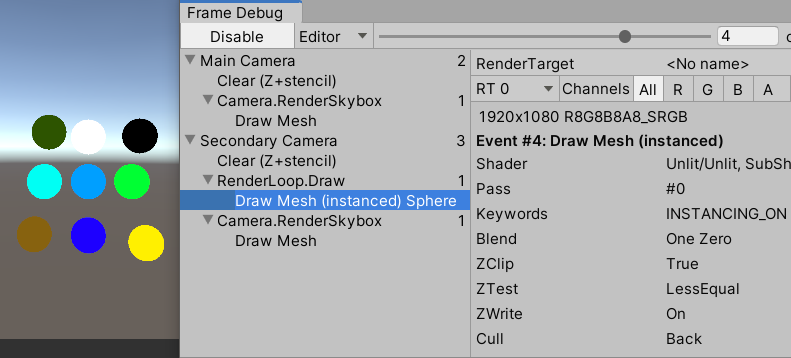 Frame Debug
Disable Editor 4
Main Camera 2
Clear (Z+stencil)
Camera.RenderSkybox 1
Draw Mesh
Secondary Camera 3
Clear (Z+stencil)
RenderLoop.Draw 1
Draw Mesh (instanced) Sphere
Camera.RenderSkybox 1
Draw Mesh
RenderTarget <No name>
RT 0 Channels All R G B A
1920x1080 R8G8B8A8_SRGB
Event #4: Draw Mesh (instanced)
Shader Unlit/Unlit, SubSh
Pass #0
Keywords INSTANCING_ON
Blend One Zero
ZClip True
ZTest LessEqual
ZWrite On
Cull Back